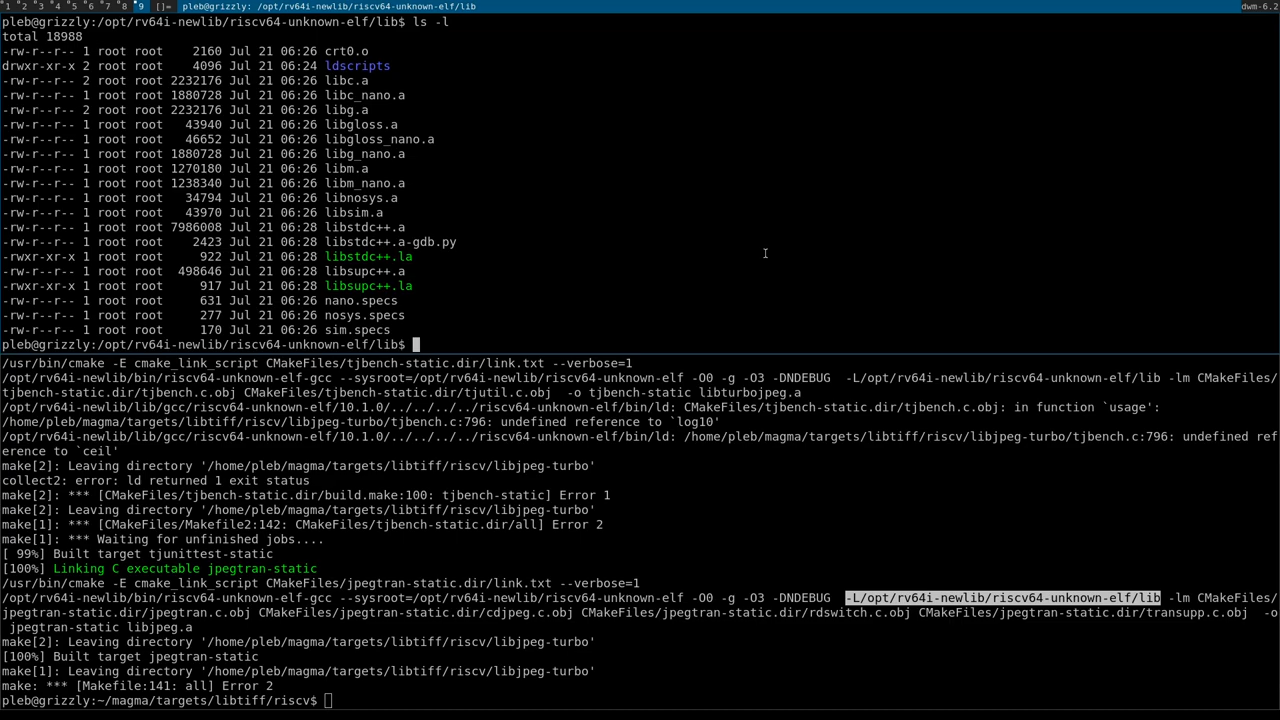 1 2 3 4 5 6 7 8 9 []= pleb@grizzly: /opt/rv64i-newlib/riscv64-unknown-elf/lib dwm-6.2
pleb@grizzly:/opt/rv64i-newlib/riscv64-unknown-elf/lib$ ls -l
total 18988
-rw-r--r-- 1 root root    2160 Jul 21 06:26 crt0.o
drwxr-xr-x 2 root root    4096 Jul 21 06:24 ldscripts
-rw-r--r-- 2 root root 2232176 Jul 21 06:26 libc.a
-rw-r--r-- 1 root root 1880728 Jul 21 06:26 libc_nano.a
-rw-r--r-- 2 root root 2232176 Jul 21 06:26 libg.a
-rw-r--r-- 1 root root   43940 Jul 21 06:26 libgloss.a
-rw-r--r-- 1 root root   46652 Jul 21 06:26 libgloss_nano.a
-rw-r--r-- 1 root root 1880728 Jul 21 06:26 libg_nano.a
-rw-r--r-- 1 root root 1270180 Jul 21 06:26 libm.a
-rw-r--r-- 1 root root 1238340 Jul 21 06:26 libm_nano.a
-rw-r--r-- 1 root root   34794 Jul 21 06:26 libnosys.a
-rw-r--r-- 1 root root   43970 Jul 21 06:26 libsim.a
-rw-r--r-- 1 root root 7986008 Jul 21 06:28 libstdc++.a
-rw-r--r-- 1 root root    2423 Jul 21 06:28 libstdc++.a-gdb.py
-rwxr-xr-x 1 root root     922 Jul 21 06:28 libstdc++.la
-rw-r--r-- 1 root root  498646 Jul 21 06:28 libsupc++.a
-rwxr-xr-x 1 root root     917 Jul 21 06:28 libsupc++.la
-rw-r--r-- 1 root root     631 Jul 21 06:26 nano.specs
-rw-r--r-- 1 root root     277 Jul 21 06:26 nosys.specs
-rw-r--r-- 1 root root     170 Jul 21 06:26 sim.specs
pleb@grizzly:/opt/rv64i-newlib/riscv64-unknown-elf/lib$
/usr/bin/cmake -E cmake_link_script CMakeFiles/tjbench-static.dir/link.txt --verbose=1
/opt/rv64i-newlib/bin/riscv64-unknown-elf-gcc --sysroot=/opt/rv64i-newlib/riscv64-unknown-elf -O0 -g -O3 -DNDEBUG  -L/opt/rv64i-newlib/riscv64-unknown-elf/lib -lm CMakeFiles/
tjbench-static.dir/tjbench.c.obj CMakeFiles/tjbench-static.dir/tjutil.c.obj  -o tjbench-static libturbojpeg.a
/opt/rv64i-newlib/lib/gcc/riscv64-unknown-elf/10.1.0/../../../../riscv64-unknown-elf/bin/ld: CMakeFiles/tjbench-static.dir/tjbench.c.obj: in function `usage':
/home/pleb/magma/targets/libtiff/riscv/libjpeg-turbo/tjbench.c:796: undefined reference to `log10'
/opt/rv64i-newlib/lib/gcc/riscv64-unknown-elf/10.1.0/../../../../riscv64-unknown-elf/bin/ld: /home/pleb/magma/targets/libtiff/riscv/libjpeg-turbo/tjbench.c:796: undefined ref
erence to `ceil'
make[2]: Leaving directory '/home/pleb/magma/targets/libtiff/riscv/libjpeg-turbo'
collect2: error: ld returned 1 exit status
make[2]: *** [CMakeFiles/tjbench-static.dir/build.make:100: tjbench-static] Error 1
make[2]: Leaving directory '/home/pleb/magma/targets/libtiff/riscv/libjpeg-turbo'
make[1]: *** [CMakeFiles/Makefile2:142: CMakeFiles/tjbench-static.dir/all] Error 2
make[1]: *** Waiting for unfinished jobs....
[ 99%] Built target tjunittest-static
[100%] Linking C executable jpegtran-static
/usr/bin/cmake -E cmake_link_script CMakeFiles/jpegtran-static.dir/link.txt --verbose=1
/opt/rv64i-newlib/bin/riscv64-unknown-elf-gcc --sysroot=/opt/rv64i-newlib/riscv64-unknown-elf -O0 -g -O3 -DNDEBUG  -L/opt/rv64i-newlib/riscv64-unknown-elf/lib -lm CMakeFiles/
jpegtran-static.dir/jpegtran.c.obj CMakeFiles/jpegtran-static.dir/cdjpeg.c.obj CMakeFiles/jpegtran-static.dir/rdswitch.c.obj CMakeFiles/jpegtran-static.dir/transupp.c.obj  -o
 jpegtran-static libjpeg.a
make[2]: Leaving directory '/home/pleb/magma/targets/libtiff/riscv/libjpeg-turbo'
[100%] Built target jpegtran-static
make[1]: Leaving directory '/home/pleb/magma/targets/libtiff/riscv/libjpeg-turbo'
make: *** [Makefile:141: all] Error 2
pleb@grizzly:~/magma/targets/libtiff/riscv$